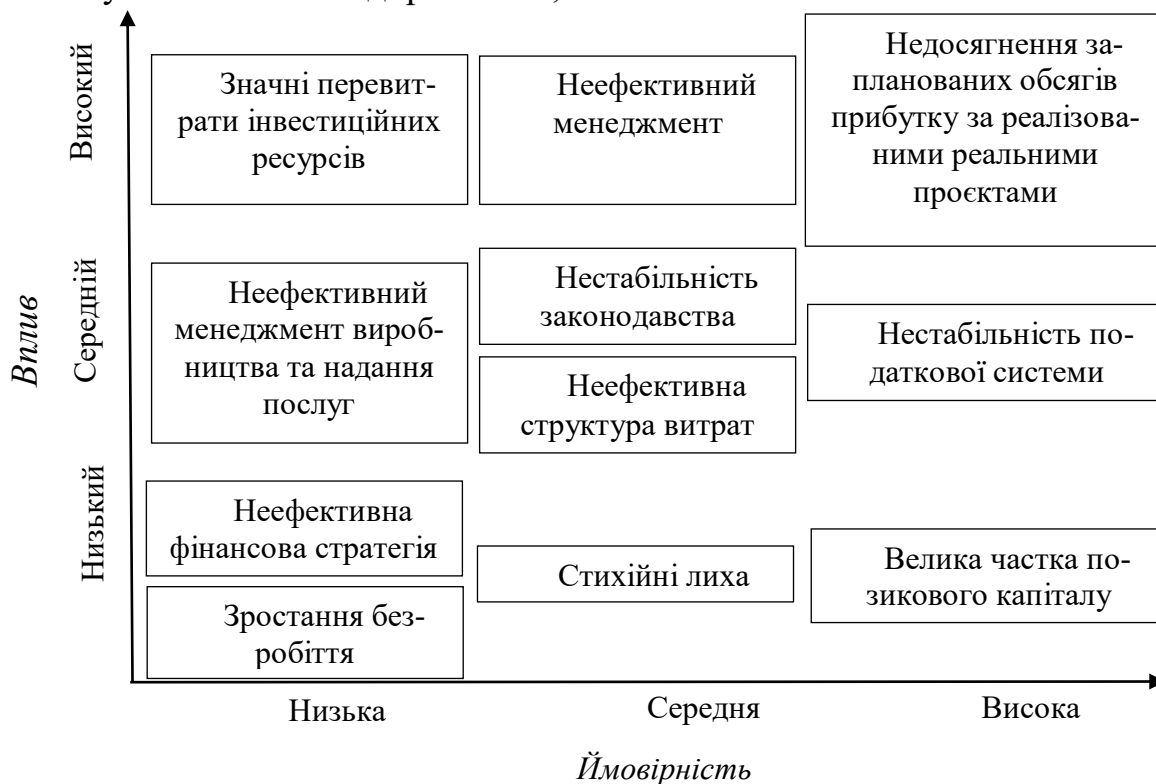 Високий
Значні перевит-
рати інвестиційних
ресурсів
Неефективний
менеджмент
Недосягнення за-
планованих обсягів
прибутку за реалізова-
ними реальними
проєктами
Вплив
Середній
Неефективний
менеджмент вироб-
ництва та надання
послуг
Нестабільність
законодавства
Неефективна
структура витрат
Нестабільність по-
даткової системи
Низький
Неефективна
фінансова стратегія
Зростання без-
робіття
Стихійні лиха
Велика частка по-
зикового капіталу
Низька
Середня
Висока
Ймовірність